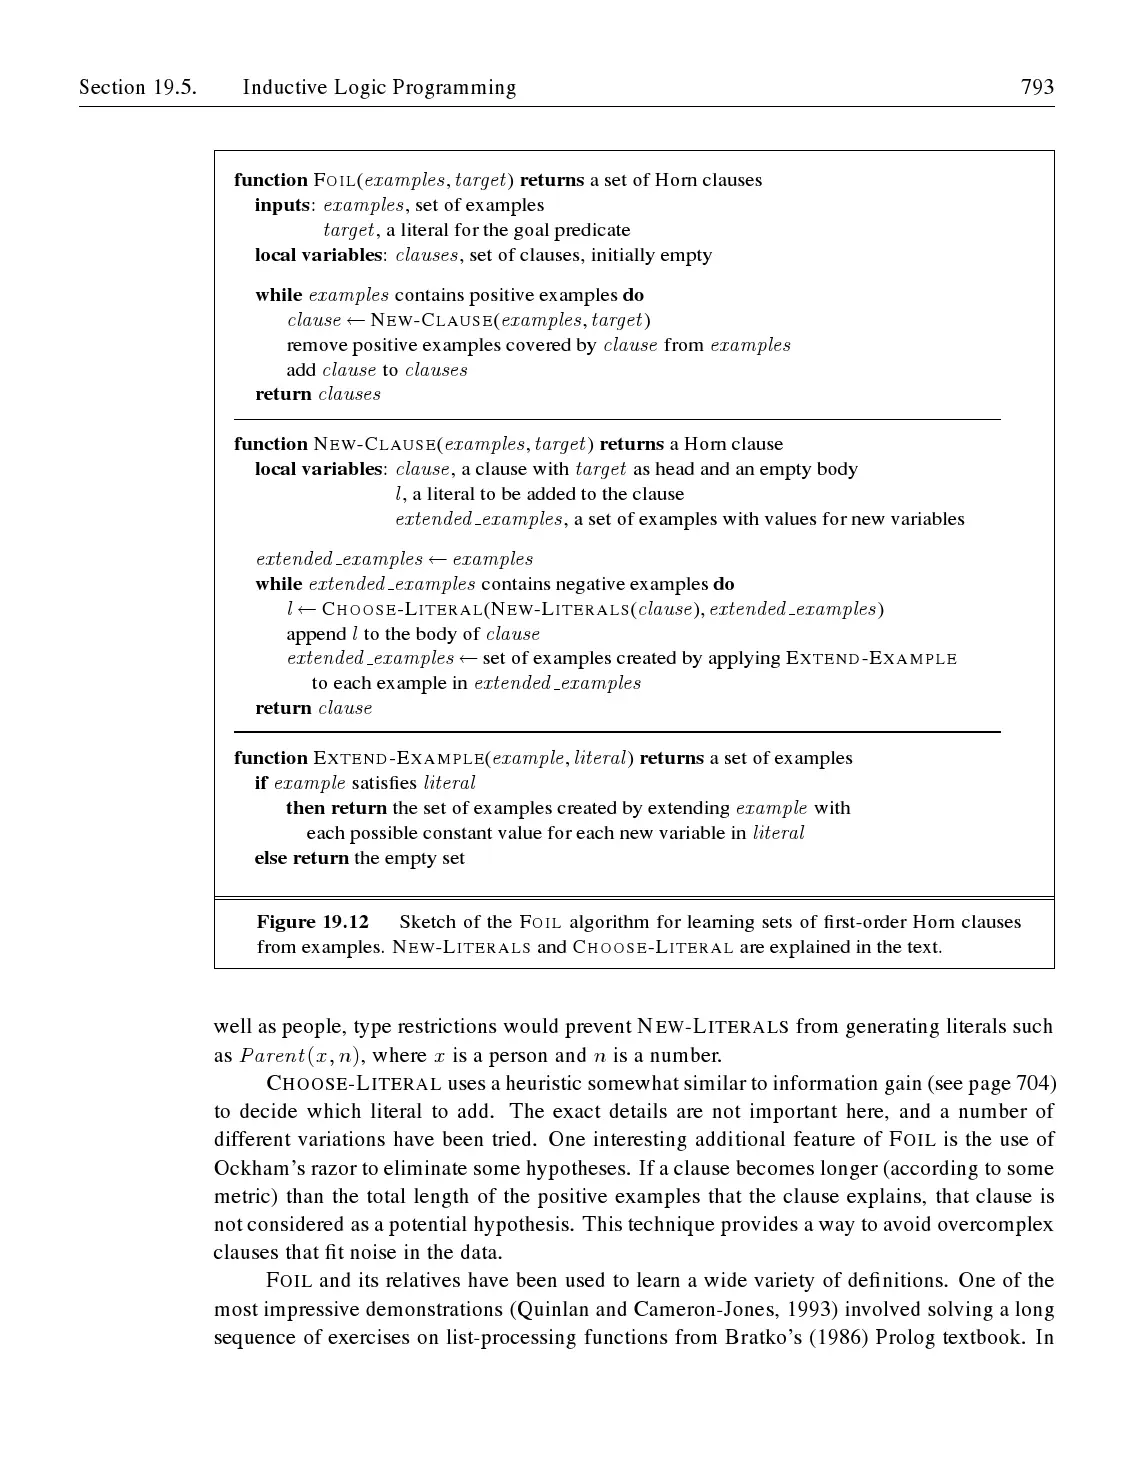 Section 19.5. Inductive Logic Programming 793
function FOIL(examples, target) returns a set of Horn clauses
inputs: examples, set of examples
target, a literal for the goal predicate
local variables: clauses, set of clauses, initially empty
while examples contains positive examples do
clause ← NEW-CLAUSE(examples, target)
remove positive examples covered by clause from examples
add clause to clauses
return clauses
function NEW-CLAUSE(examples, target) returns a Horn clause
local variables: clause, a clause with target as head and an empty body
l, a literal to be added to the clause
extended_examples, a set of examples with values for new variables
extended_examples ← examples
while extended_examples contains negative examples do
l ← CHOOSE-LITERAL(NEW-LITERALS(clause), extended_examples)
append l to the body of clause
extended_examples ← set of examples created by applying EXTEND-EXAMPLE
to each example in extended_examples
return clause
function EXTEND-EXAMPLE(example, literal) returns a set of examples
if example satisfies literal
then return the set of examples created by extending example with
each possible constant value for each new variable in literal
else return the empty set
Figure 19.12 Sketch of the FOIL algorithm for learning sets of first-order Horn clauses
from examples. NEW-LITERALS and CHOOSE-LITERAL are explained in the text.
well as people, type restrictions would prevent NEW-LITERALS from generating literals such
as Parent(x, n), where x is a person and n is a number.
CHOOSE-LITERAL uses a heuristic somewhat similar to information gain (see page 704)
to decide which literal to add. The exact details are not important here, and a number of
different variations have been tried. One interesting additional feature of FOIL is the use of
Ockham's razor to eliminate some hypotheses. If a clause becomes longer (according to some
metric) than the total length of the positive examples that the clause explains, that clause is
not considered as a potential hypothesis. This technique provides a way to avoid overcomplex
clauses that fit noise in the data.
FOIL and its relatives have been used to learn a wide variety of definitions. One of the
most impressive demonstrations (Quinlan and Cameron-Jones, 1993) involved solving a long
sequence of exercises on list-processing functions from Bratko's (1986) Prolog textbook. In